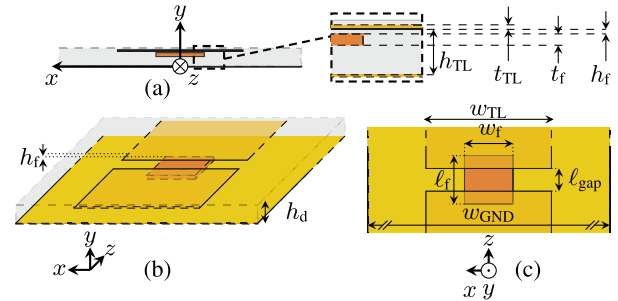 y
x
z
(a)
h_TL
t_TL
t_f
h_f
h_f
h_d
y
z
x
(b)
w_TL
w_f
ℓ_f
ℓ_gap
w_GND
z
x y
(c)